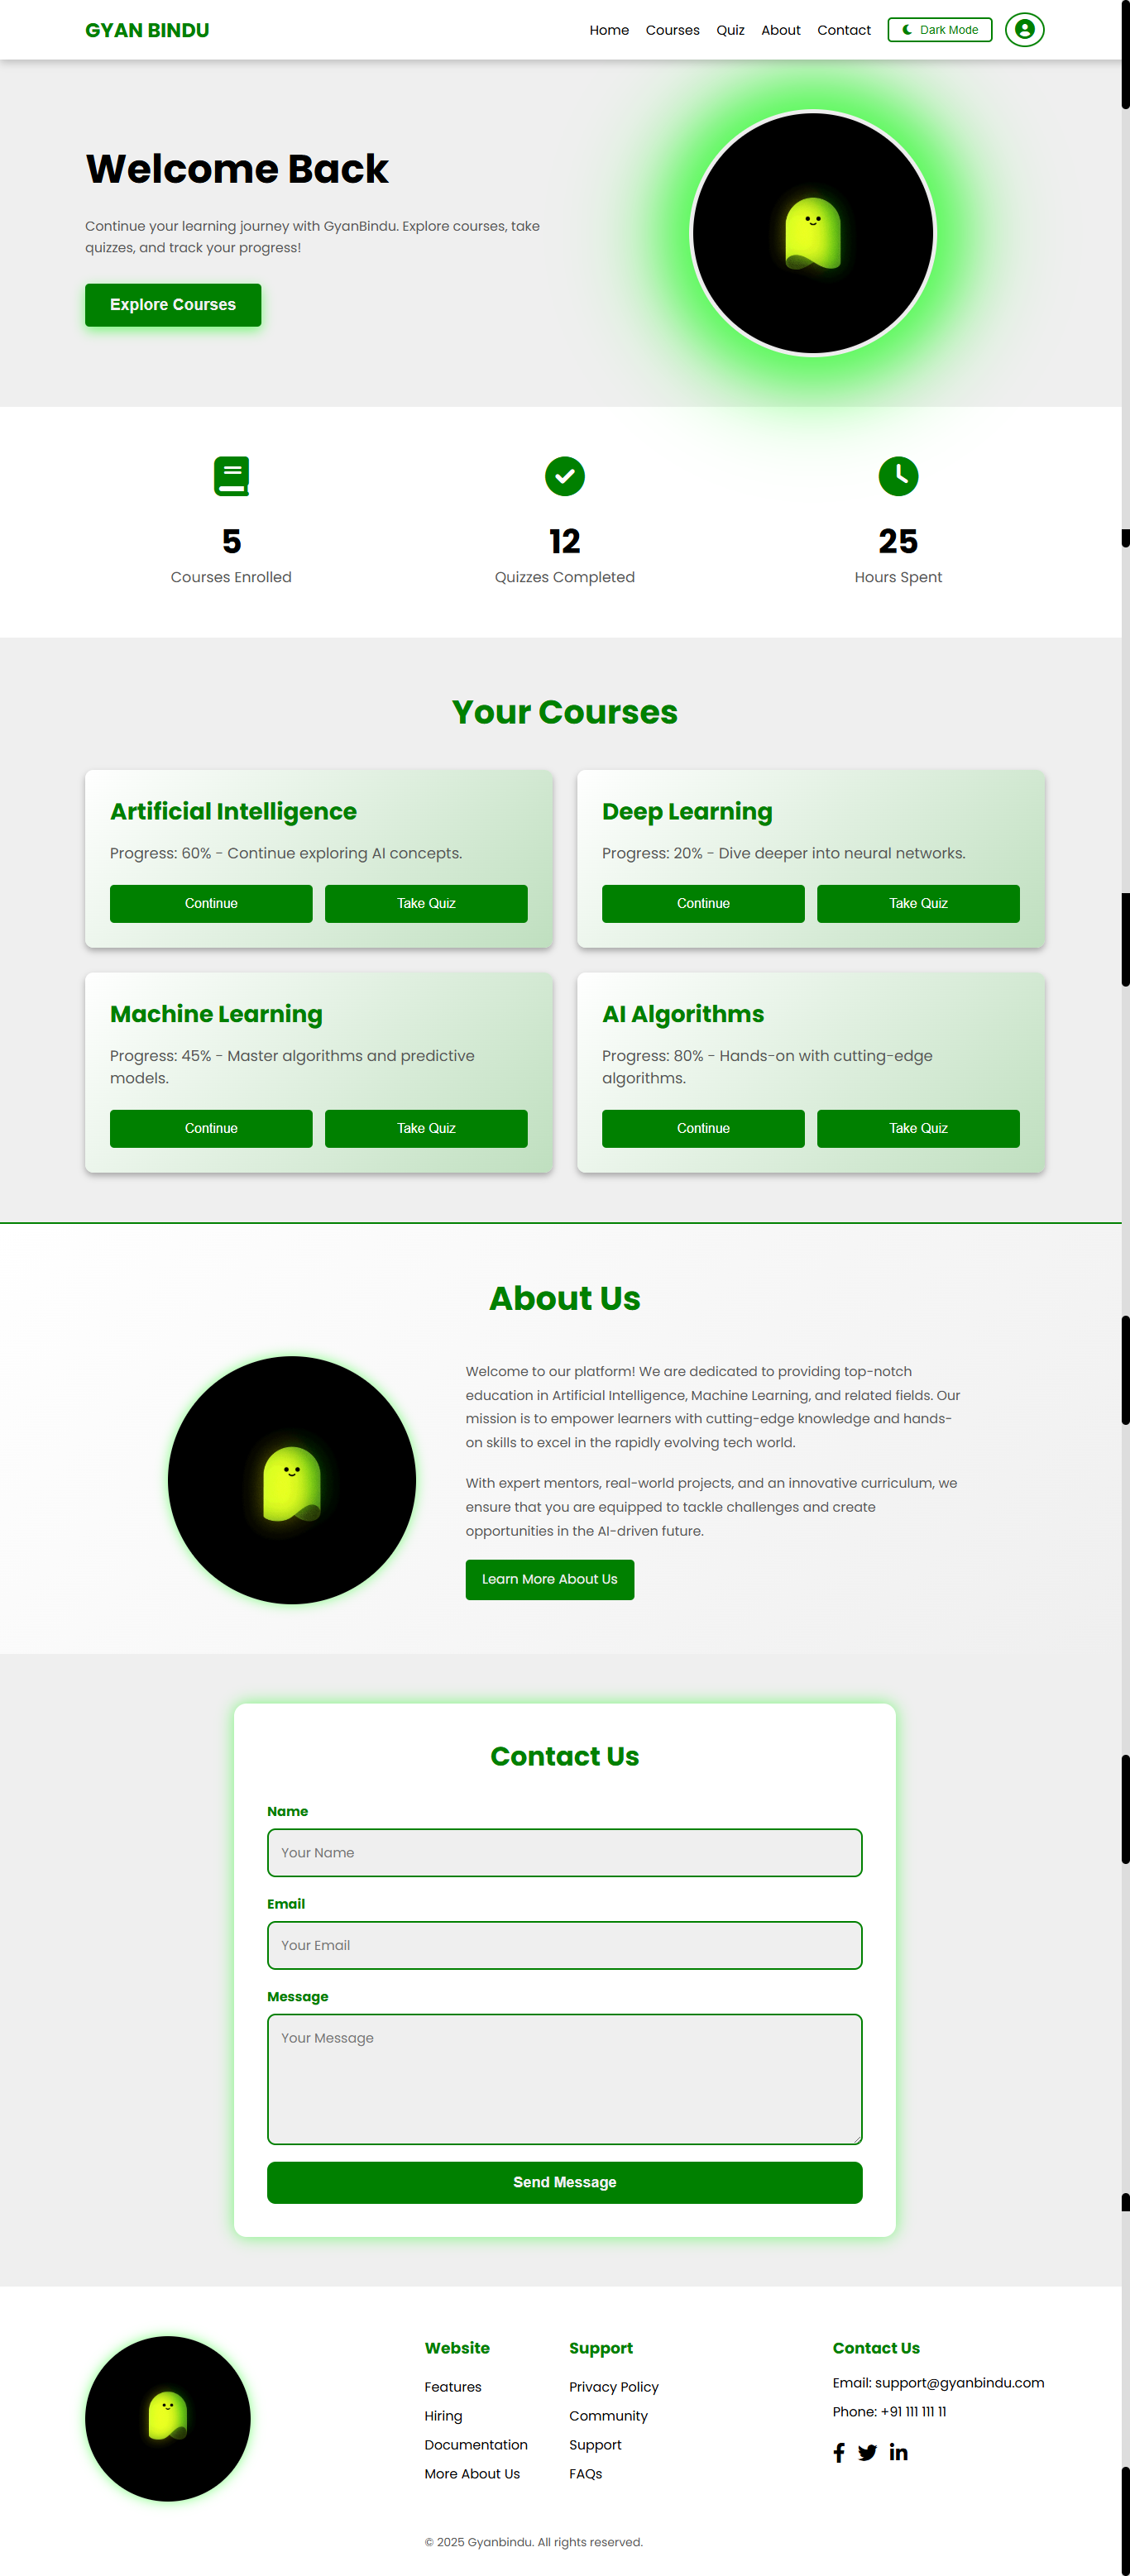 GYAN BINDU
Home
Courses
Quiz
About
Contact
Dark Mode
Welcome Back
Continue your learning journey with GyanBindu. Explore courses, take
quizzes, and track your progress!
Explore Courses
5
Courses Enrolled
12
Quizzes Completed
25
Hours Spent
Your Courses
Artificial Intelligence
Progress: 60% - Continue exploring AI concepts.
Continue
Take Quiz
Deep Learning
Progress: 20% - Dive deeper into neural networks.
Continue
Take Quiz
Machine Learning
Progress: 45% - Master algorithms and predictive
models.
Continue
Take Quiz
AI Algorithms
Progress: 80% - Hands-on with cutting-edge
algorithms.
Continue
Take Quiz
About Us
Welcome to our platform! We are dedicated to providing top-notch
education in Artificial Intelligence, Machine Learning, and related fields. Our
mission is to empower learners with cutting-edge knowledge and hands-
on skills to excel in the rapidly evolving tech world.
With expert mentors, real-world projects, and an innovative curriculum, we
ensure that you are equipped to tackle challenges and create
opportunities in the AI-driven future.
Learn More About Us
Contact Us
Name
Your Name
Email
Your Email
Message
Your Message
Send Message
Website
Features
Hiring
Documentation
More About Us
Support
Privacy Policy
Community
Support
FAQs
Contact Us
Email: support@gyanbindu.com
Phone: +91 111 111 11
© 2025 Gyanbindu. All rights reserved.